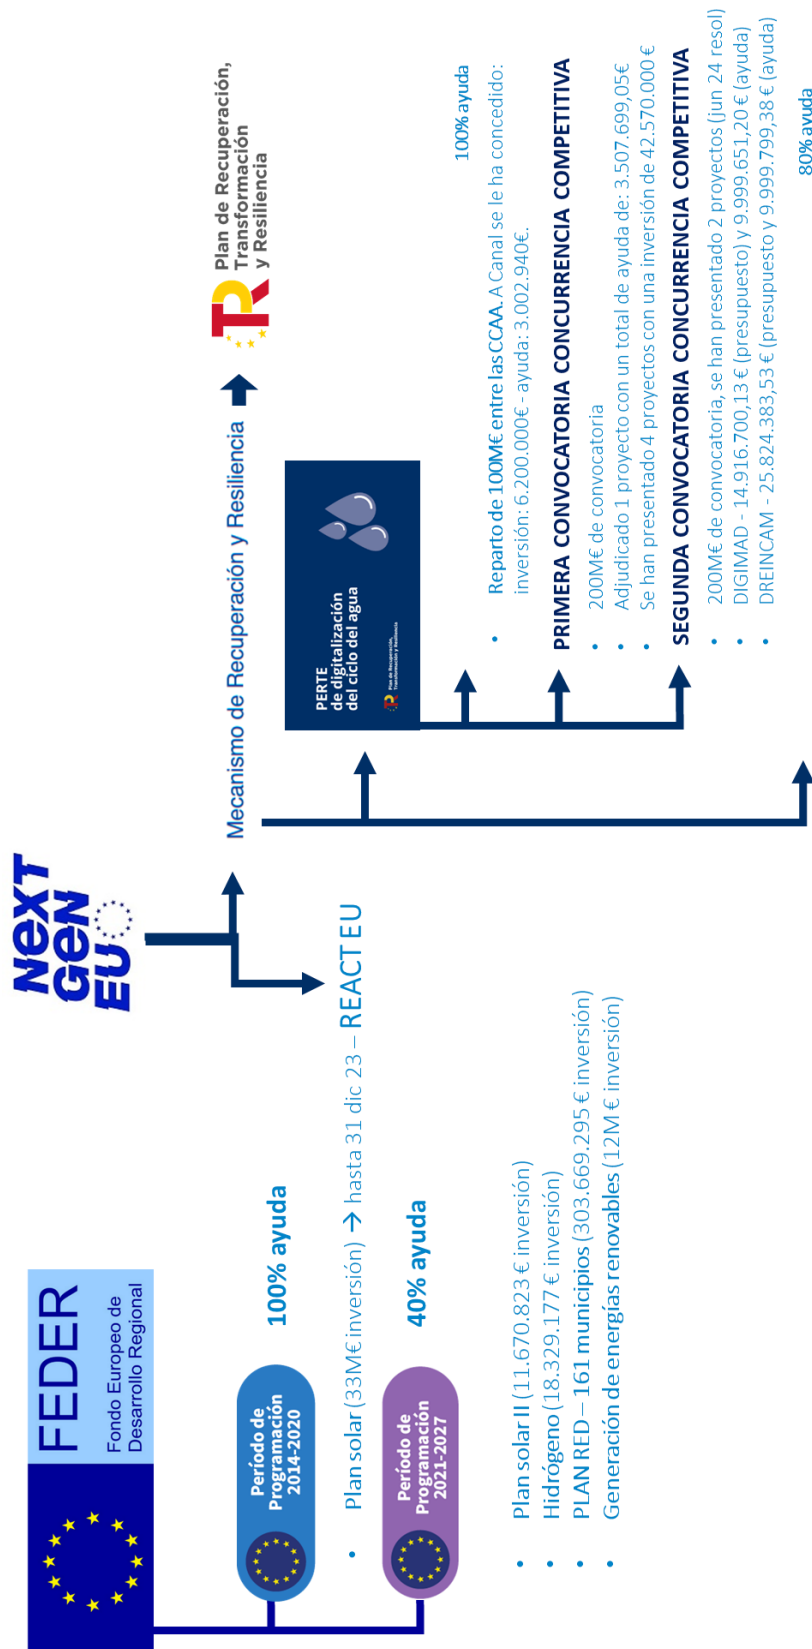 FEDER
Fondo Europeo de
Desarrollo Regional
Período de
Programación
2014-2020
100% ayuda
• Plan solar (33M€ inversión) → hasta 31 dic 23 – REACT EU
Período de
Programación
2021-2027
40% ayuda
• Plan solar II (11.670.823 € inversión)
• Hidrógeno (18.329.177 € inversión)
• PLAN RED – 161 municipios (303.669.295 € inversión)
• Generación de energías renovables (12M € inversión)
NEXT
GEN
EU
Mecanismo de Recuperación y Resiliencia
Plan de Recuperación,
Transformación
y Resiliencia
PERTE
de digitalización
del ciclo del agua
Plan de Recuperación,
Transformación y Resiliencia
100% ayuda
• Reparto de 100M€ entre las CCAA. A Canal se le ha concedido:
inversión: 6.200.000€ - ayuda: 3.002.940€.
PRIMERA CONVOCATORIA CONCURRENCIA COMPETITIVA
• 200M€ de convocatoria
• Adjudicado 1 proyecto con un total de ayuda de: 3.507.699,05€
• Se han presentado 4 proyectos con una inversión de 42.570.000 €
SEGUNDA CONVOCATORIA CONCURRENCIA COMPETITIVA
• 200M€ de convocatoria, se han presentado 2 proyectos (jun 24 resol)
• DIGIMAD - 14.916.700,13 € (presupuesto) y 9.999.651,20 € (ayuda)
• DREINCAM - 25.824.383,53 € (presupuesto y 9.999.799,38 € (ayuda)
80% ayuda